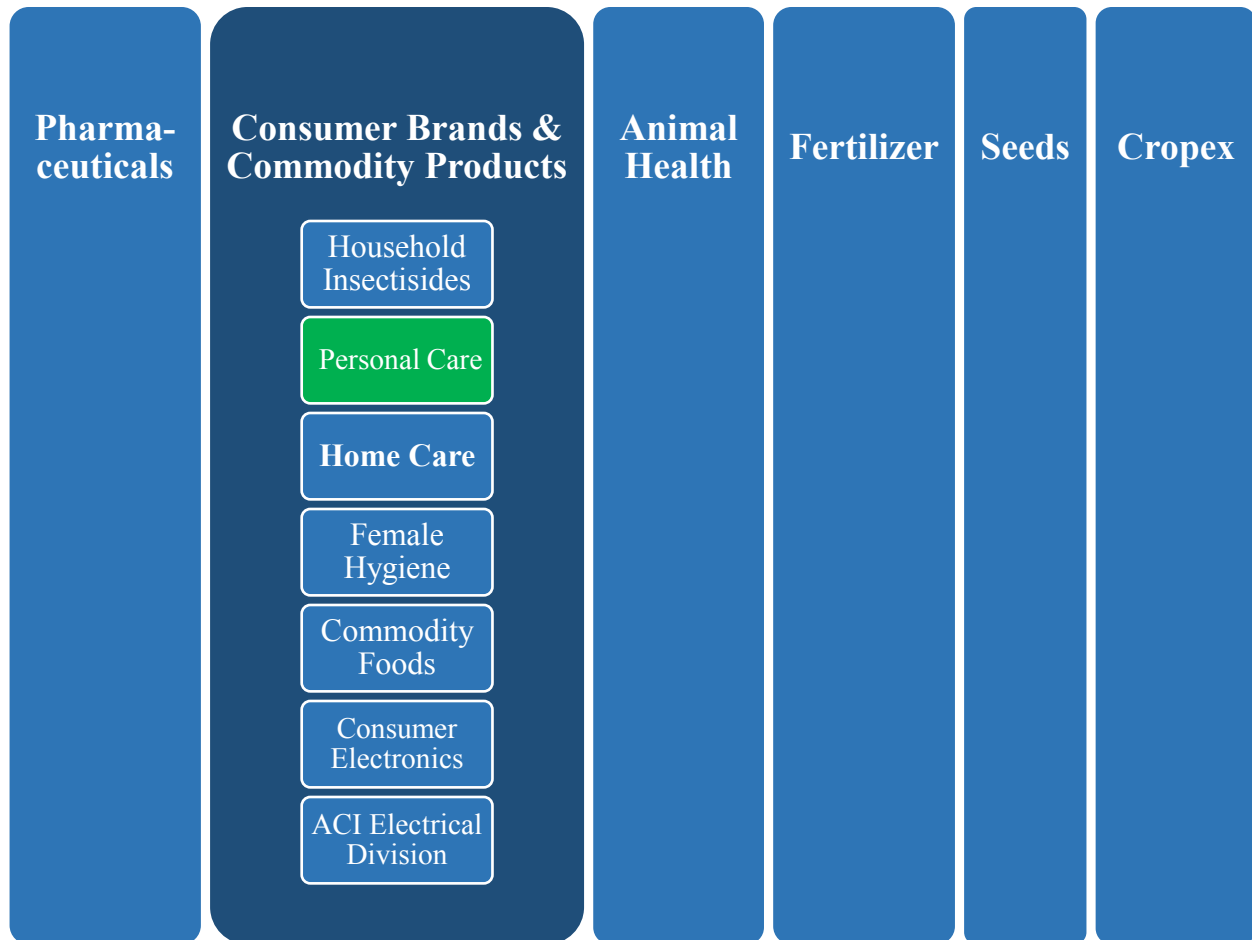 Pharma-
ceuticals
Consumer Brands &
Commodity Products
Household
Insectisides
Personal Care
Home Care
Female
Hygiene
Commodity
Foods
Consumer
Electronics
ACI Electrical
Division
Animal
Health
Fertilizer
Seeds
Cropex